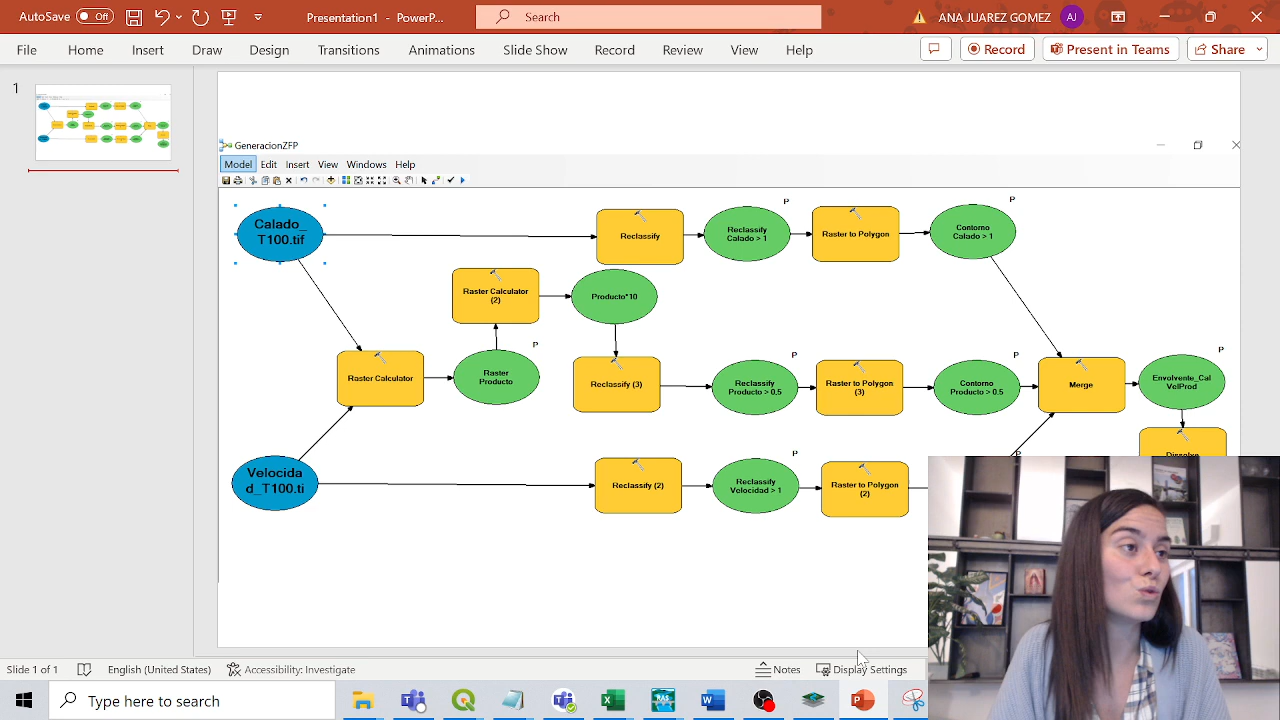 AutoSave Off
Presentation1 - PowerP...
Search
ANA JUAREZ GOMEZ AJ
File Home Insert Draw Design Transitions Animations Slide Show Record Review View Help
Record Present in Teams Share
1
GeneracionZFP
Model Edit Insert View Windows Help
Calado_
T100.tif
Reclassify
P
Reclassify
Calado > 1
Raster to Polygon
P
Contorno
Calado > 1
Raster Calculator
(2)
Producto*10
Raster Calculator
P
Raster
Producto
Reclassify (3)
P
Reclassify
Producto > 0.5
Raster to Polygon
(3)
P
Contorno
Producto > 0.5
Merge
P
Envolvente_Cal
VelProd
Dissolve
Velocida
d_T100.ti
Reclassify (2)
P
Reclassify
Velocidad > 1
Raster to Polygon
(2)
P
Slide 1 of 1
English (United States)
Accessibility: Investigate
Notes
Display Settings
Type here to search